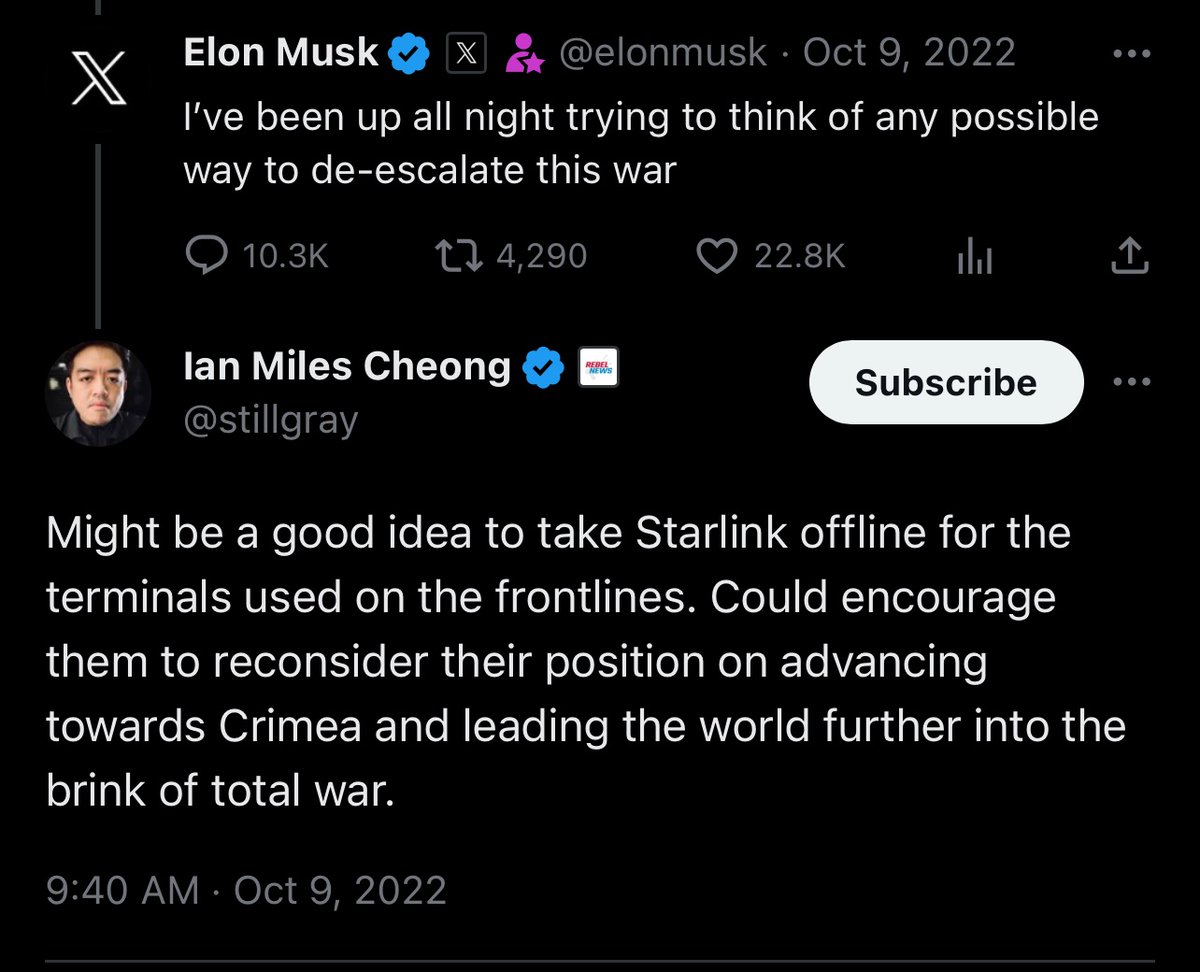 Elon Musk @elonmusk · Oct 9, 2022
I’ve been up all night trying to think of any possible
way to de-escalate this war
10.3K 4,290 22.8K
Ian Miles Cheong REBEL NEWS
Subscribe
@stillgray
Might be a good idea to take Starlink offline for the
terminals used on the frontlines. Could encourage
them to reconsider their position on advancing
towards Crimea and leading the world further into the
brink of total war.
9:40 AM · Oct 9, 2022